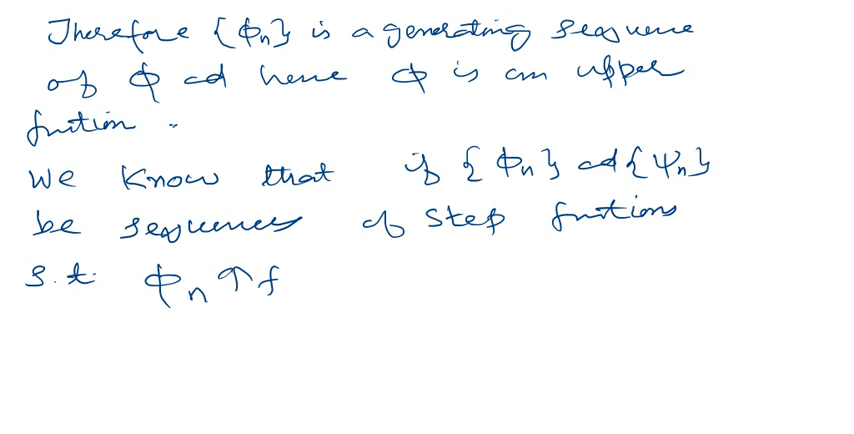 Therefore {ϕn} is a generating sequence
of ϕ and hence ϕ is an upper
function.
We know that if {ϕn} and {ψn}
be sequences of step functions
s.t. ϕn ↑ f